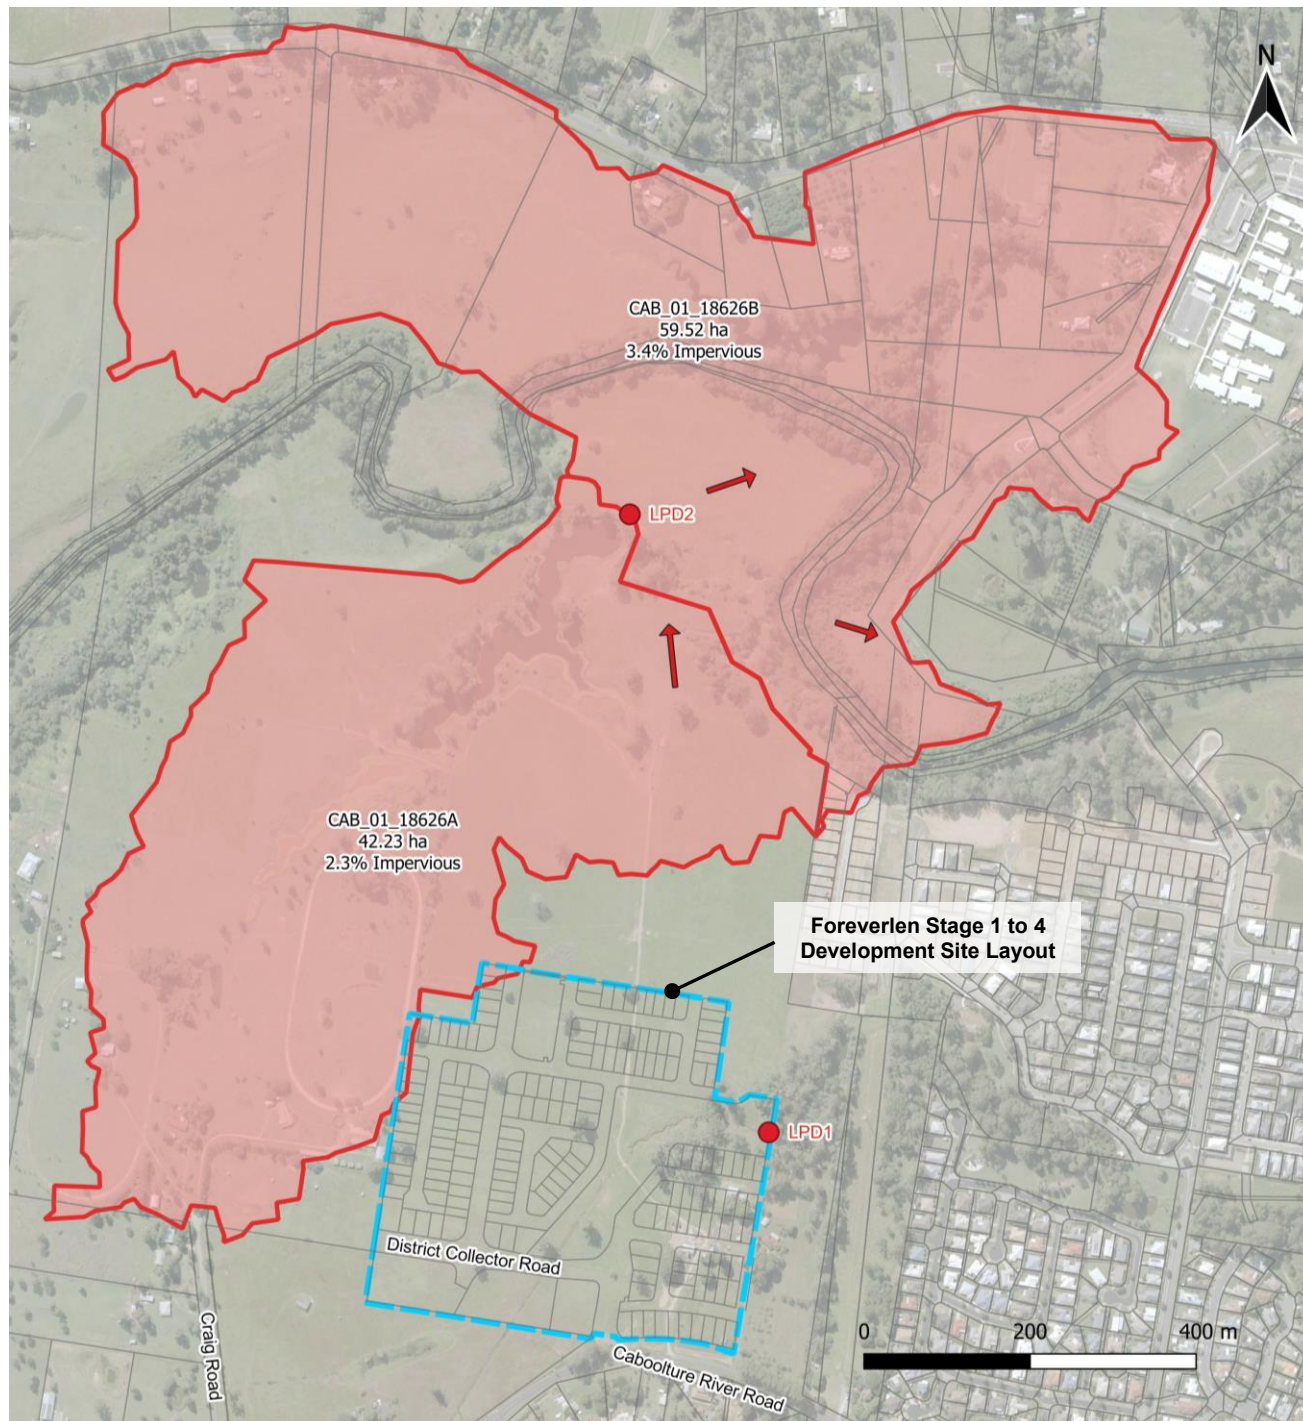 N
CAB_01_18626B
59.52 ha
3.4% Impervious
LPD2
CAB_01_18626A
42.23 ha
2.3% Impervious
Foreverlen Stage 1 to 4
Development Site Layout
LPD1
District Collector Road
Craig Road
Caboolture River Road
0 200 400 m